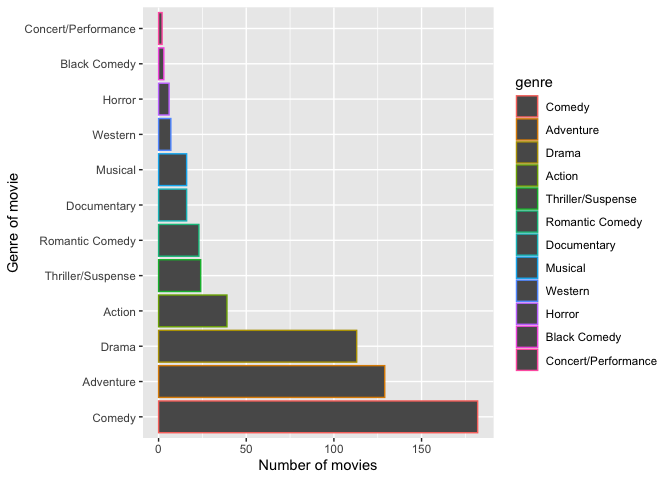 Concert/Performance
Black Comedy
Horror
Western
Musical
Documentary
Romantic Comedy
Thriller/Suspense
Action
Drama
Adventure
Comedy
Genre of movie
0 50 100 150
Number of movies
genre
Comedy
Adventure
Drama
Action
Thriller/Suspense
Romantic Comedy
Documentary
Musical
Western
Horror
Black Comedy
Concert/Performance